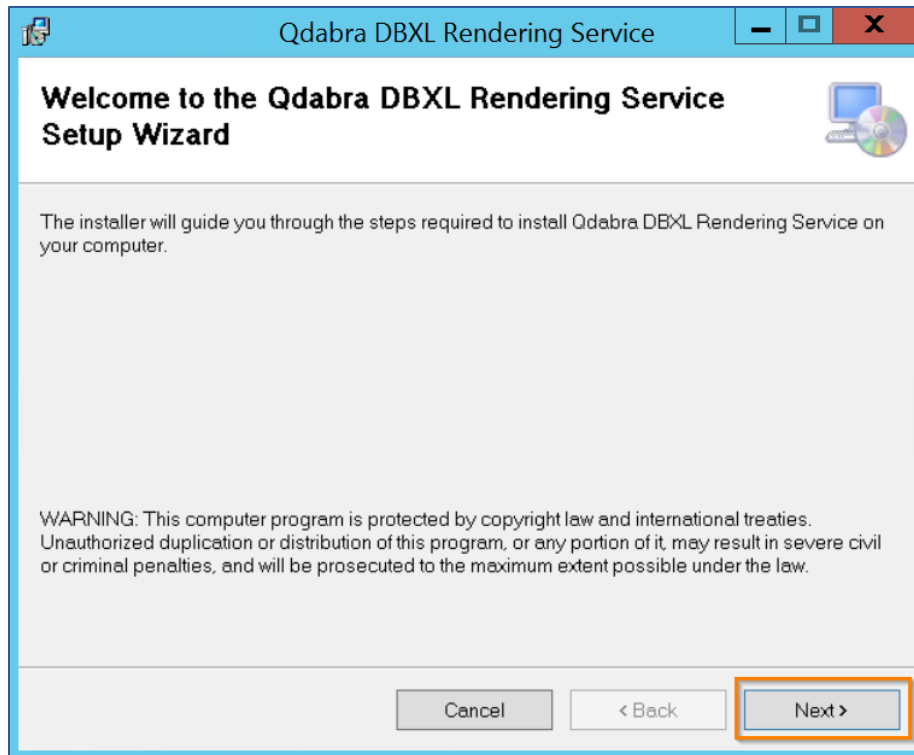 Qdabra DBXL Rendering Service
Welcome to the Qdabra DBXL Rendering Service
Setup Wizard
The installer will guide you through the steps required to install Qdabra DBXL Rendering Service on
your computer.
WARNING: This computer program is protected by copyright law and international treaties.
Unauthorized duplication or distribution of this program, or any portion of it, may result in severe civil
or criminal penalties, and will be prosecuted to the maximum extent possible under the law.
Cancel
< Back
Next >